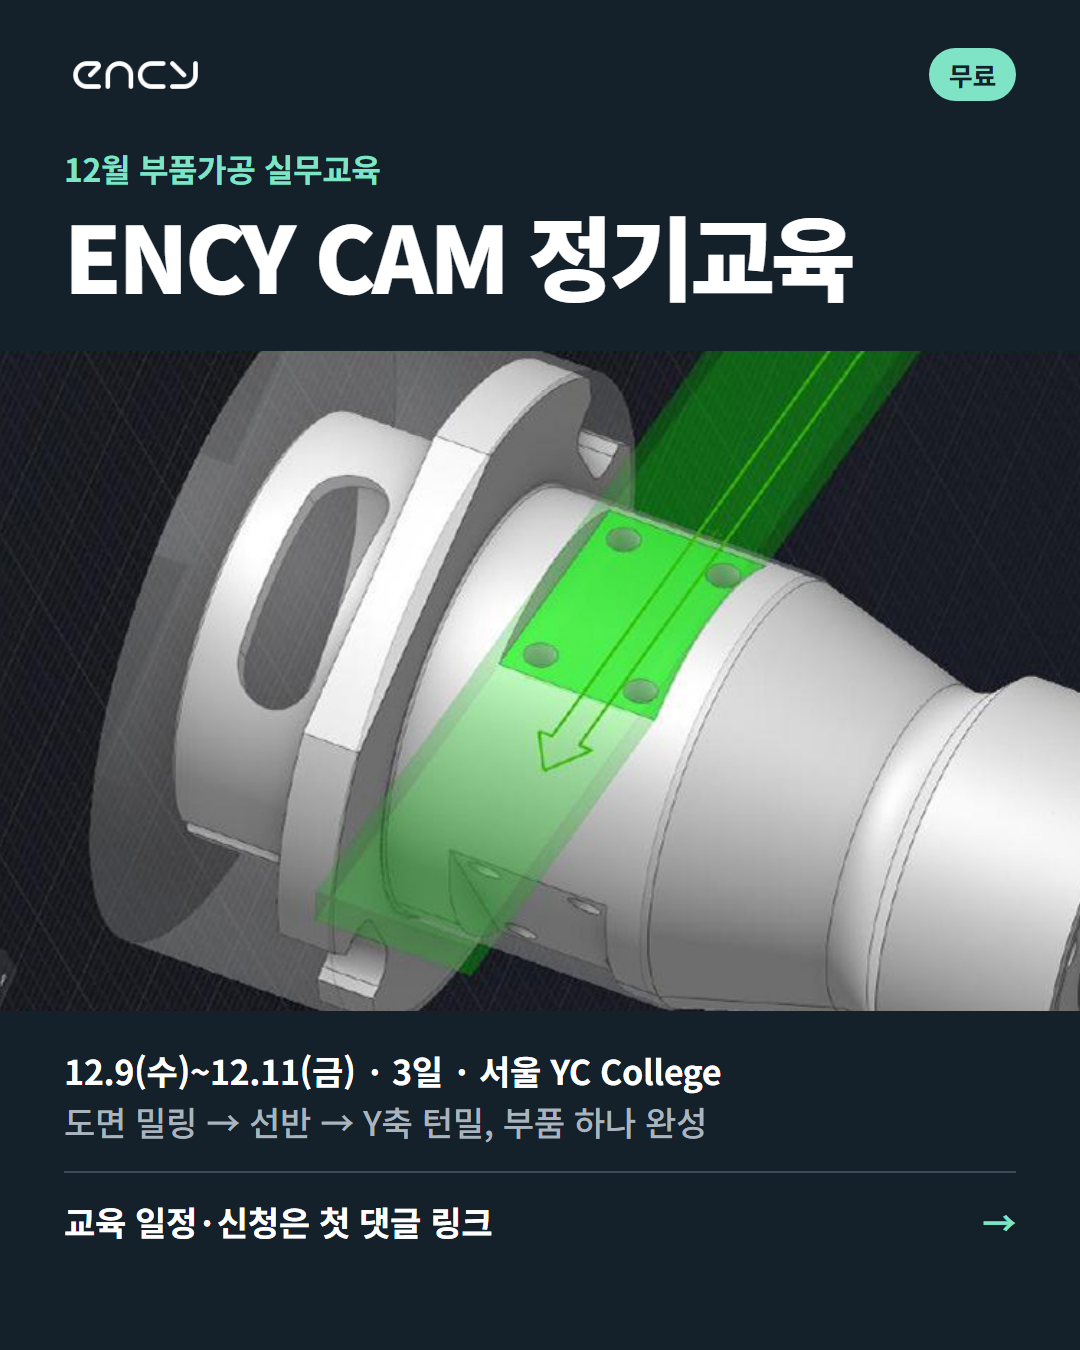 ency
무료
12월 부품가공 실무교육
ENCY CAM 정기교육
12.9(수)~12.11(금) · 3일 · 서울 YC College
도면 밀링 → 선반 → Y축 턴밀, 부품 하나 완성
교육 일정·신청은 첫 댓글 링크 →